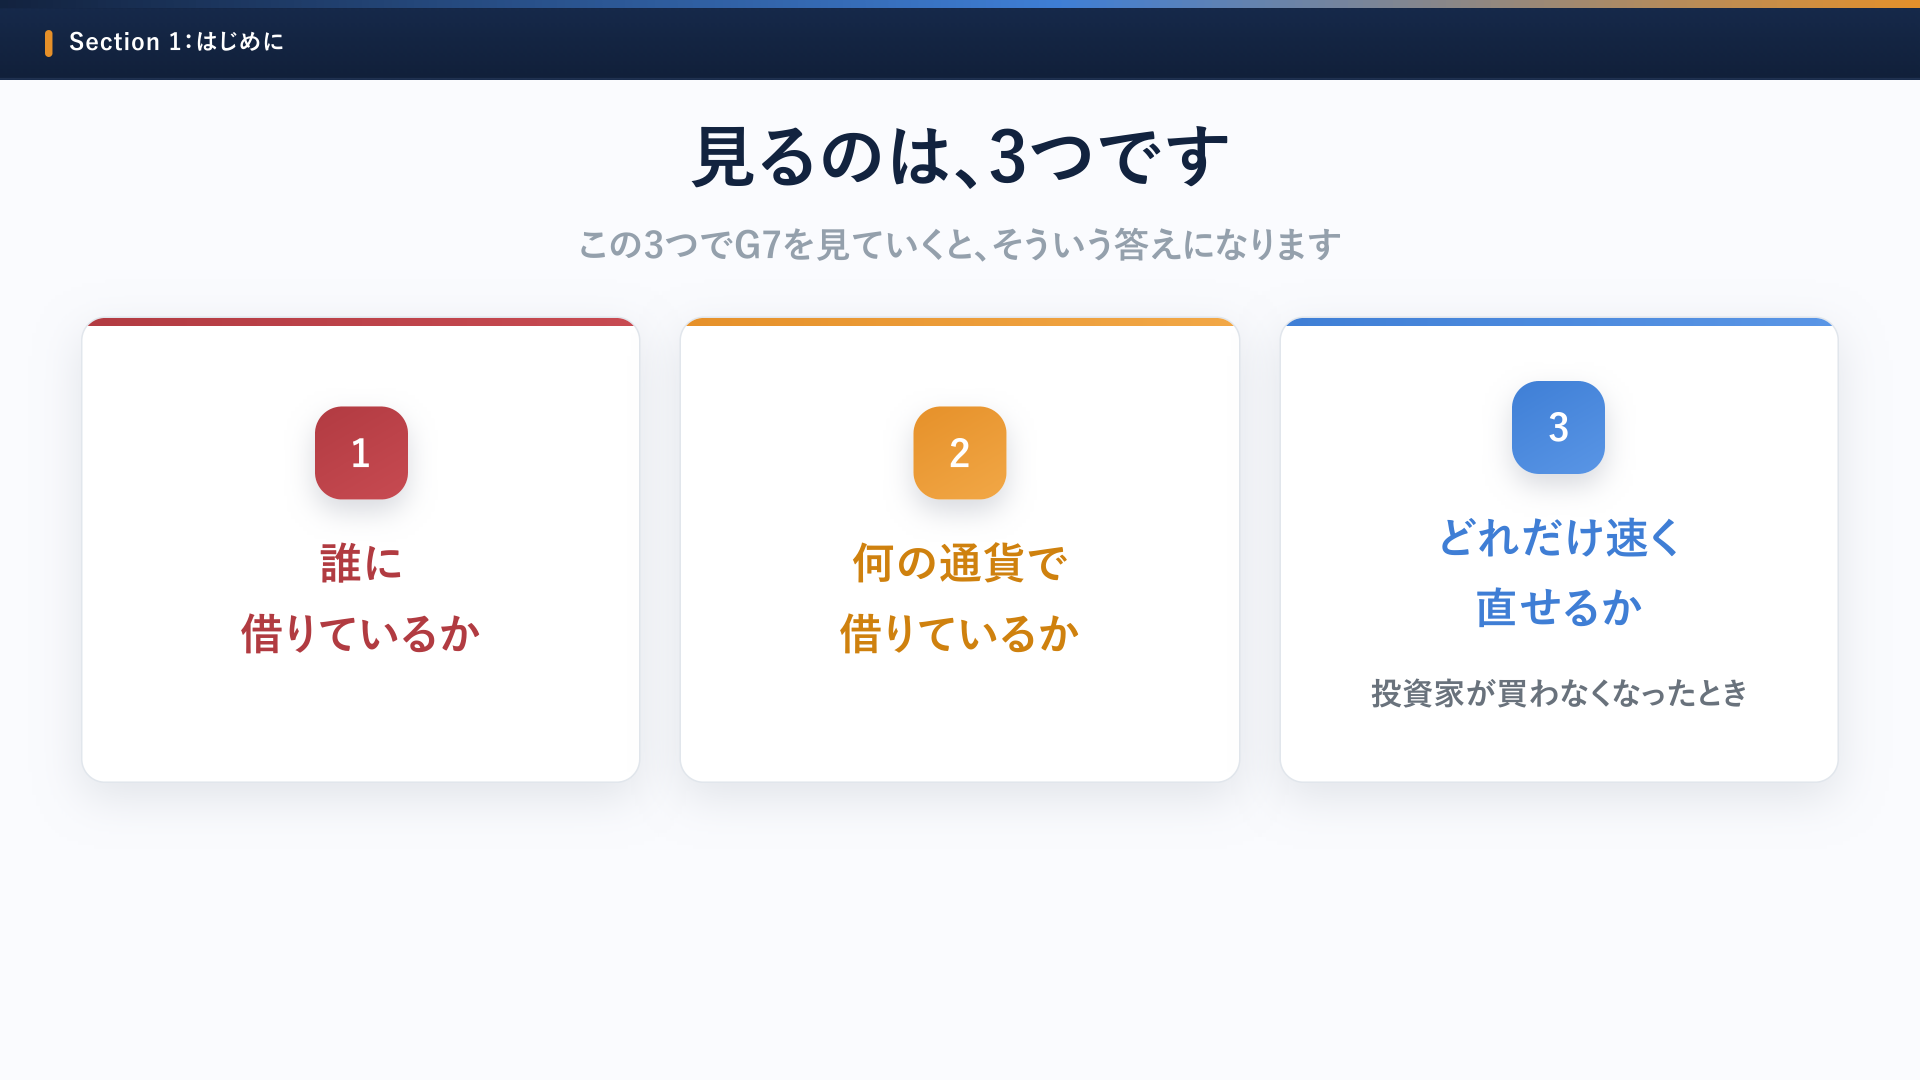 Section 1：はじめに
見るのは、3つです
この3つでG7を見ていくと、そういう答えになります
1
誰に
借りているか
2
何の通貨で
借りているか
3
どれだけ速く
直せるか
投資家が買わなくなったとき